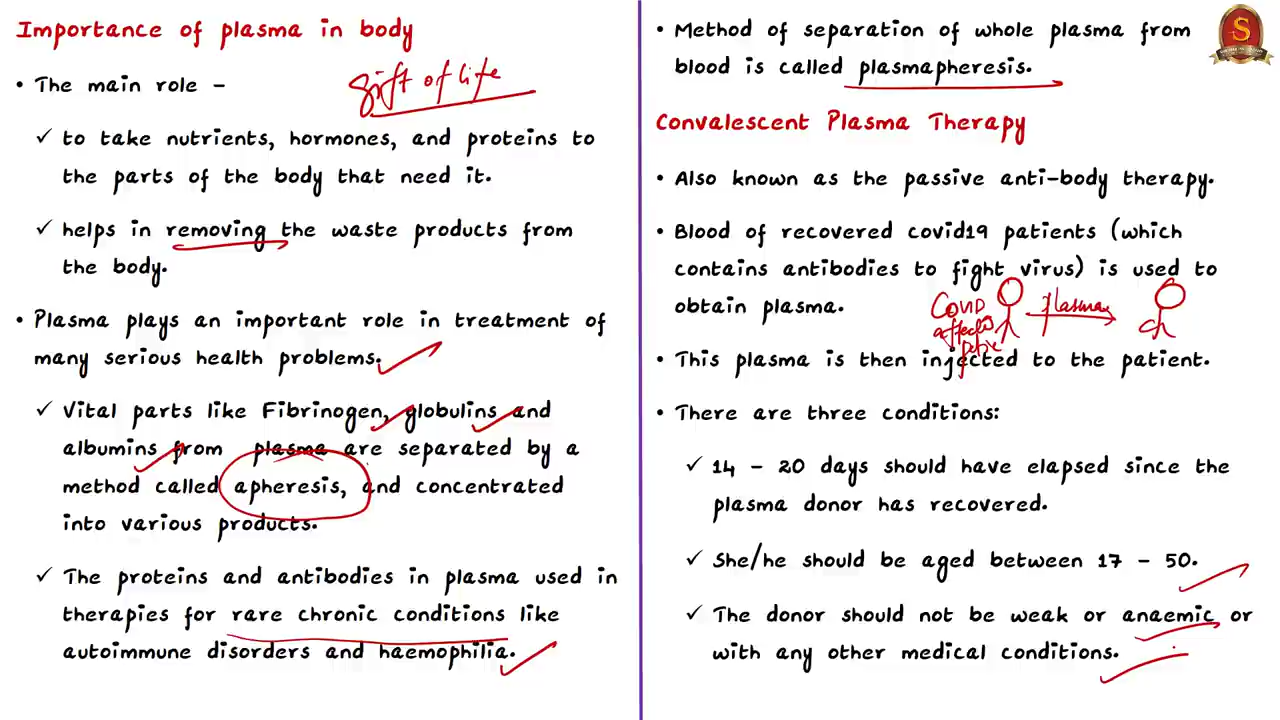 Importance of plasma in body
• The main role –
Gift of life
✓ to take nutrients, hormones, and proteins to
the parts of the body that need it.
✓ helps in removing the waste products from
the body.
• Plasma plays an important role in treatment of
many serious health problems.
✓ Vital parts like Fibrinogen, globulins and
albumins from plasma are separated by a
method called apheresis, and concentrated
into various products.
✓ The proteins and antibodies in plasma used in
therapies for rare chronic conditions like
autoimmune disorders and haemophilia.
• Method of separation of whole plasma from
blood is called plasmapheresis.
Convalescent Plasma Therapy
• Also known as the passive anti-body therapy.
• Blood of recovered covid19 patients (which
contains antibodies to fight virus) is used to
obtain plasma.
Covid
plasma
• This plasma is then injected to the patient.
• There are three conditions:
✓ 14 – 20 days should have elapsed since the
plasma donor has recovered.
✓ She/he should be aged between 17 – 50.
✓ The donor should not be weak or anaemic or
with any other medical conditions.
S